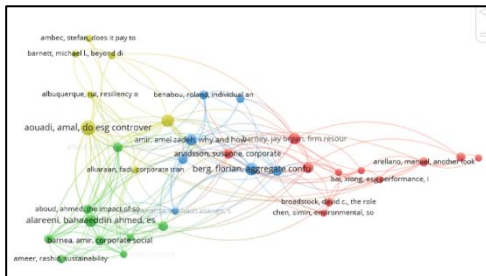 ambec, stefan, does it pay to
barnett, michael l., beyond di
albuquerque, rui, resiliency o
benabou, roland, individual an
aouadi, amal, do esg controver
amir, amel zadeh, why and how
barney, jay bryan, firm resour
arvidsson, susanne, corporate
arellano, manuel, another look
alkaraan, fadi, corporate tran
berg, florian, aggregate confu
bai, xiong, esg performance, i
aboud, ahmed, the impact of so
broadstock, david c., the role
alareeni, bahaaeddin ahmed, es
chen, simin, environmental, so
barnea, amir, corporate social
ameer, rashid, sustainability